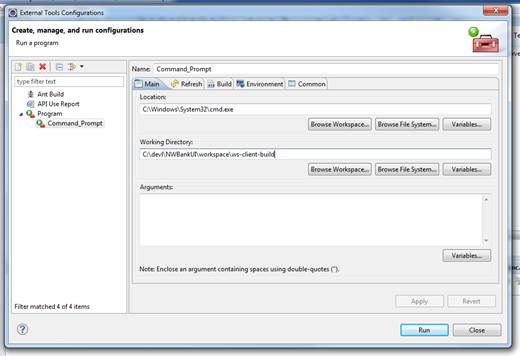 External Tools Configurations
Create, manage, and run configurations
Run a program
type filter text
Ant Build
API Use Report
Program
Command_Prompt
Filter matched 4 of 4 items
Name: Command_Prompt
Main Refresh Build Environment Common
Location:
C:\Windows\System32\cmd.exe
Browse Workspace... Browse File System... Variables...
Working Directory:
C:\devl\NWBankUI\workspace\ws-client-build
Browse Workspace... Browse File System... Variables...
Arguments:
Variables...
Note: Enclose an argument containing spaces using double-quotes (").
Apply Revert
Run Close